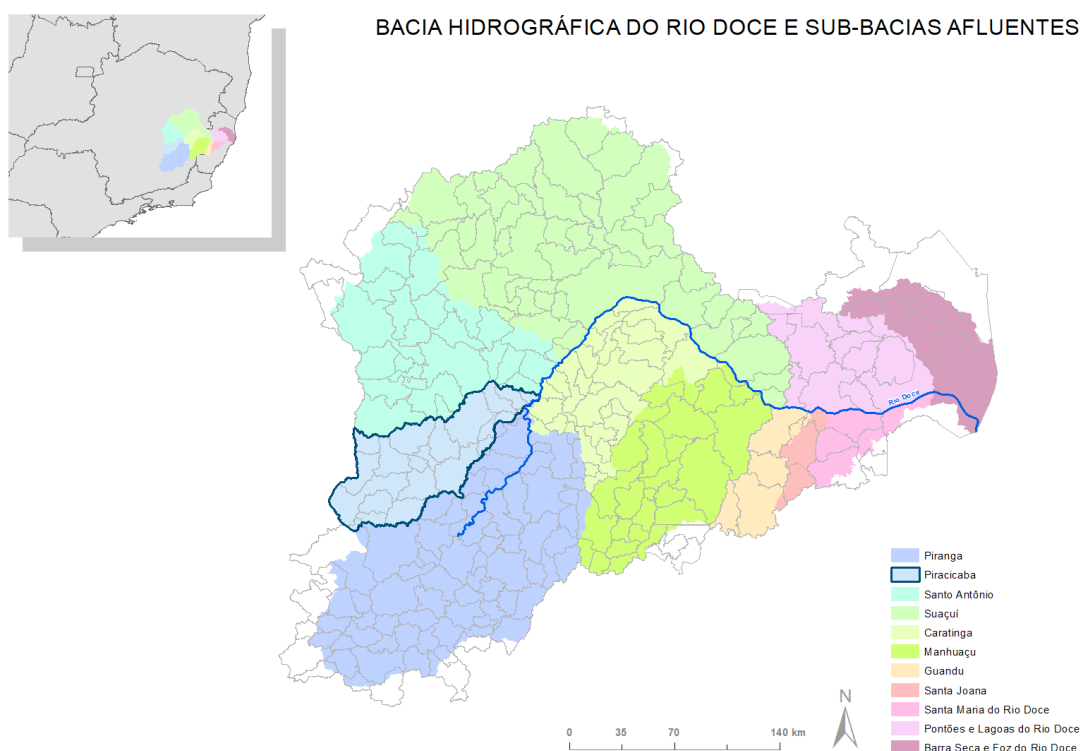 BACIA HIDROGRÁFICA DO RIO DOCE E SUB-BACIAS AFLUENTES
Rio Doce
Piranga
Piracicaba
Santo Antônio
Suaçuí
Caratinga
Manhuaçu
Guandu
Santa Joana
Santa Maria do Rio Doce
Pontões e Lagoas do Rio Doce
Barra Seca e Foz do Rio Doce
N
0 35 70 140 km